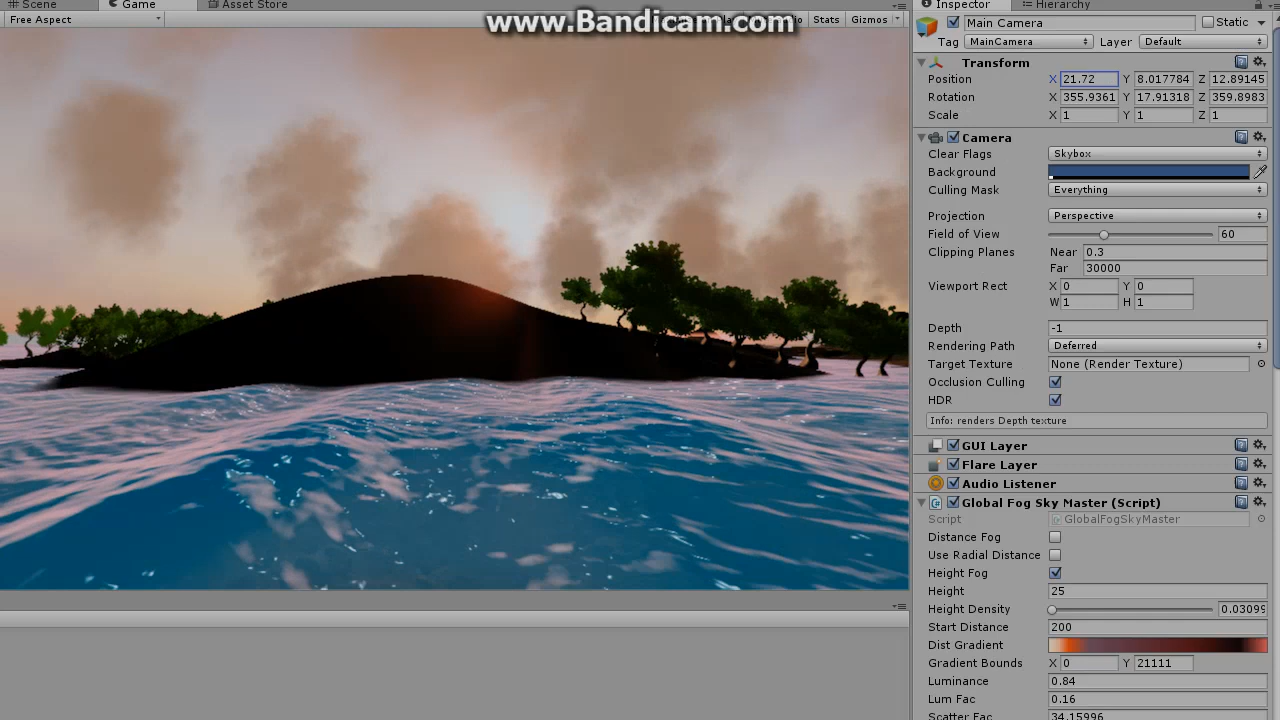 Scene Game Asset Store
Free Aspect Stats Gizmos
www.Bandicam.com
Inspector Hierarchy
Main Camera Static
Tag MainCamera Layer Default
Transform
Position X 21.72 Y 8.017784 Z 12.89145
Rotation X 355.9361 Y 17.91318 Z 359.8983
Scale X 1 Y 1 Z 1
Camera
Clear Flags Skybox
Background
Culling Mask Everything
Projection Perspective
Field of View 60
Clipping Planes Near 0.3
Far 30000
Viewport Rect X 0 Y 0
W 1 H 1
Depth -1
Rendering Path Deferred
Target Texture None (Render Texture)
Occlusion Culling
HDR
Info: renders Depth texture
GUI Layer
Flare Layer
Audio Listener
Global Fog Sky Master (Script)
Script GlobalFogSkyMaster
Distance Fog
Use Radial Distance
Height Fog
Height 25
Height Density 0.03099
Start Distance 200
Dist Gradient
Gradient Bounds X 0 Y 21111
Luminance 0.84
Lum Fac 0.16
Scatter Fac 34.15996